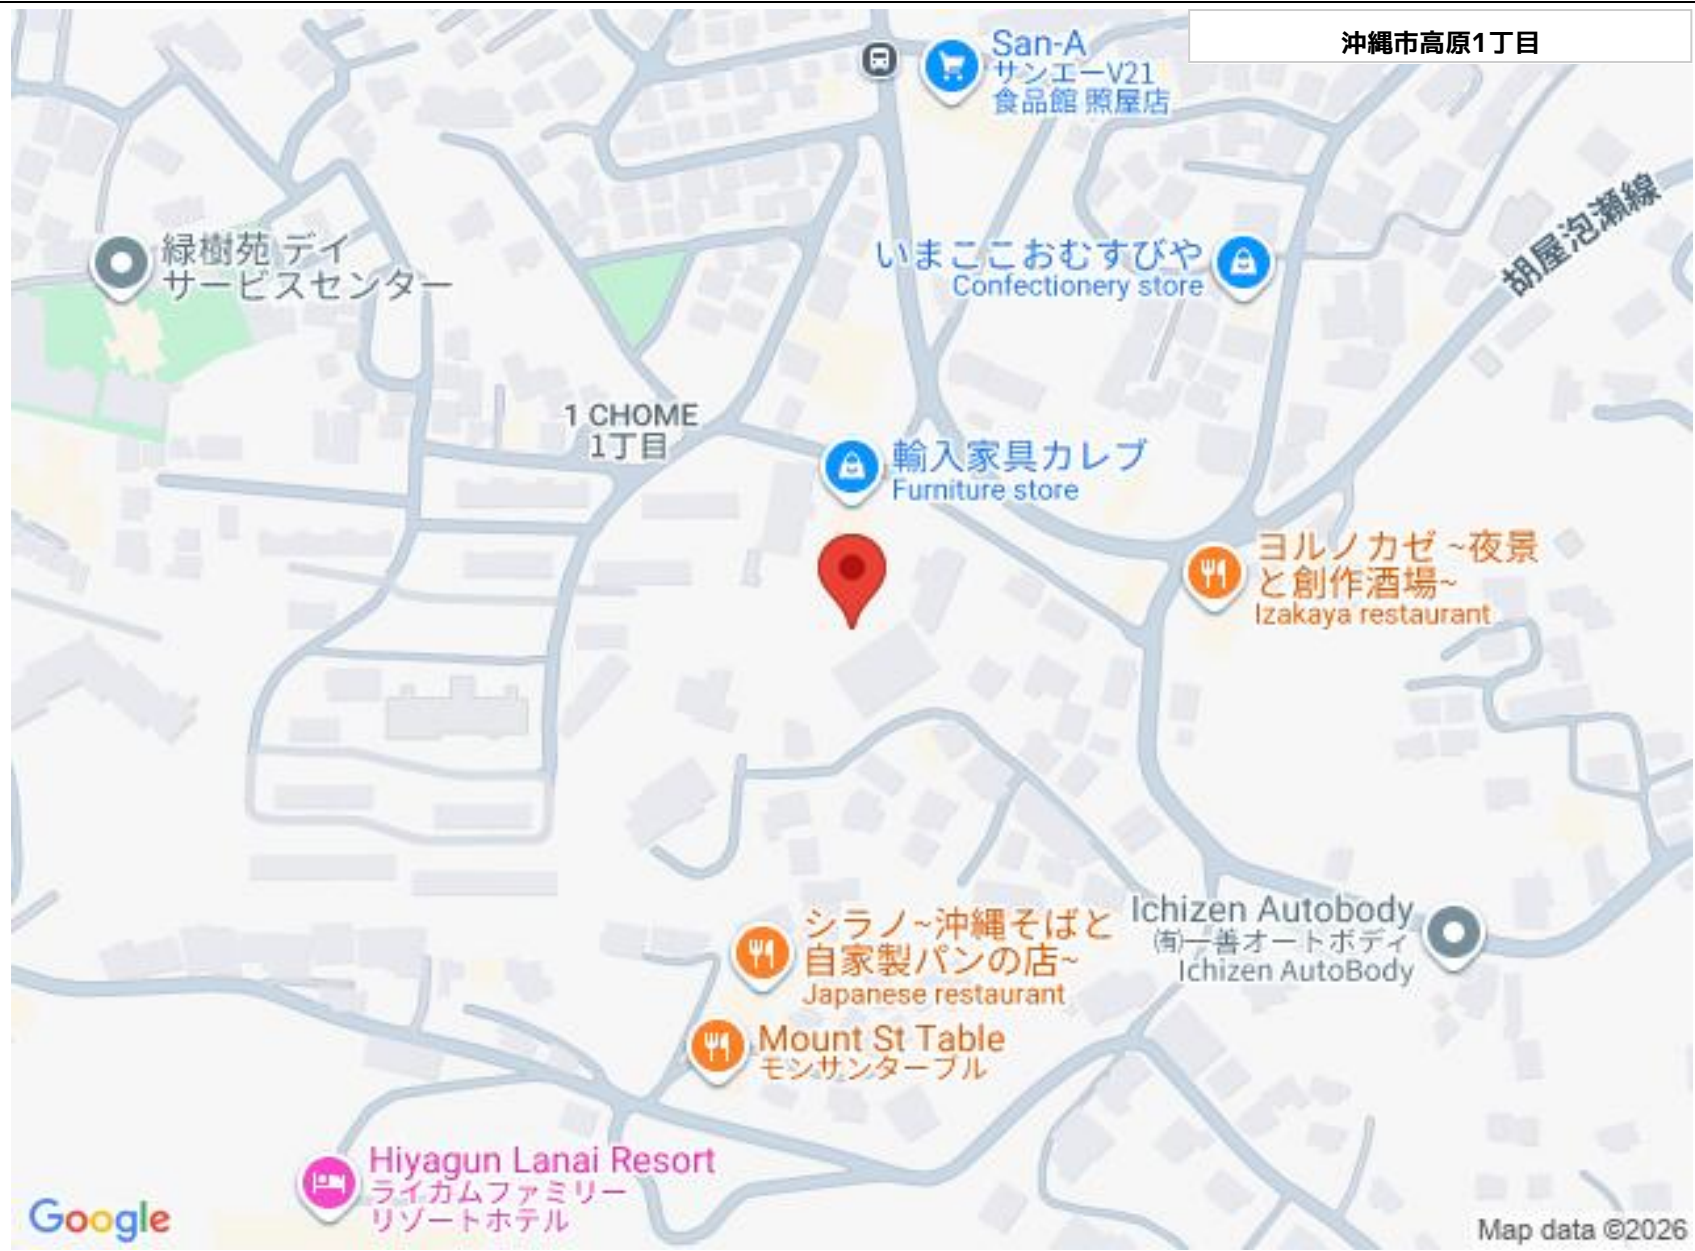 沖縄市高原1丁目
San-A
サンエーV21
食品館 照屋店
胡屋泡瀬線
緑樹苑 デイ
サービスセンター
いまここおむすびや
Confectionery store
1 CHOME
1丁目
輸入家具カレブ
Furniture store
ヨルノカゼ ~夜景
と創作酒場~
Izakaya restaurant
シラノ~沖縄そばと
自家製パンの店~
Japanese restaurant
Ichizen Autobody
㈲一善オートボディ
Ichizen AutoBody
Mount St Table
モンサンターブル
Hiyagun Lanai Resort
ライカムファミリー
リゾートホテル
Google
Map data ©2026